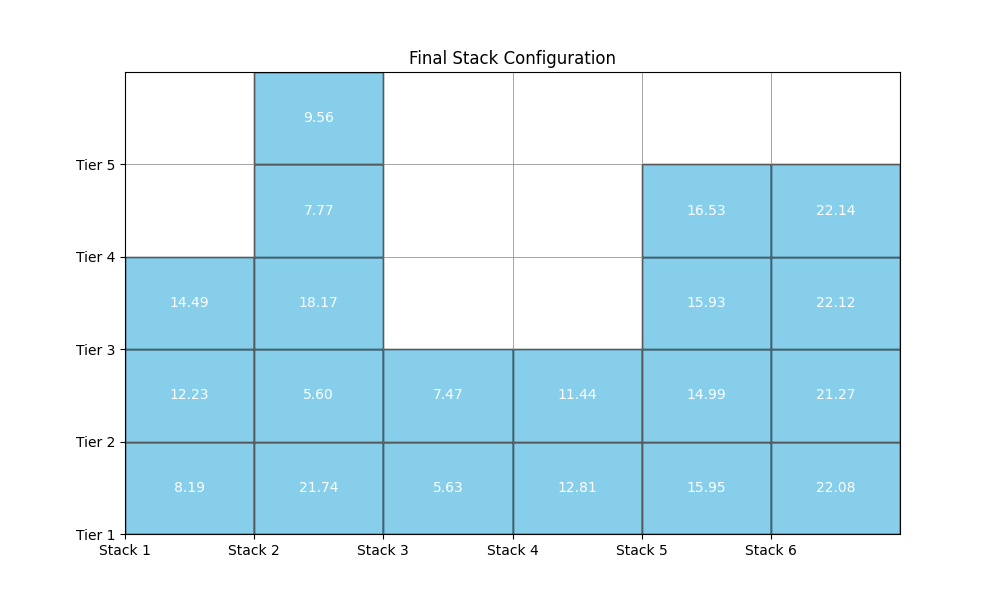 Final Stack Configuration
9.56
Tier 5
7.77 16.53 22.14
Tier 4
14.49 18.17 15.93 22.12
Tier 3
12.23 5.60 7.47 11.44 14.99 21.27
Tier 2
8.19 21.74 5.63 12.81 15.95 22.08
Tier 1
Stack 1 Stack 2 Stack 3 Stack 4 Stack 5 Stack 6